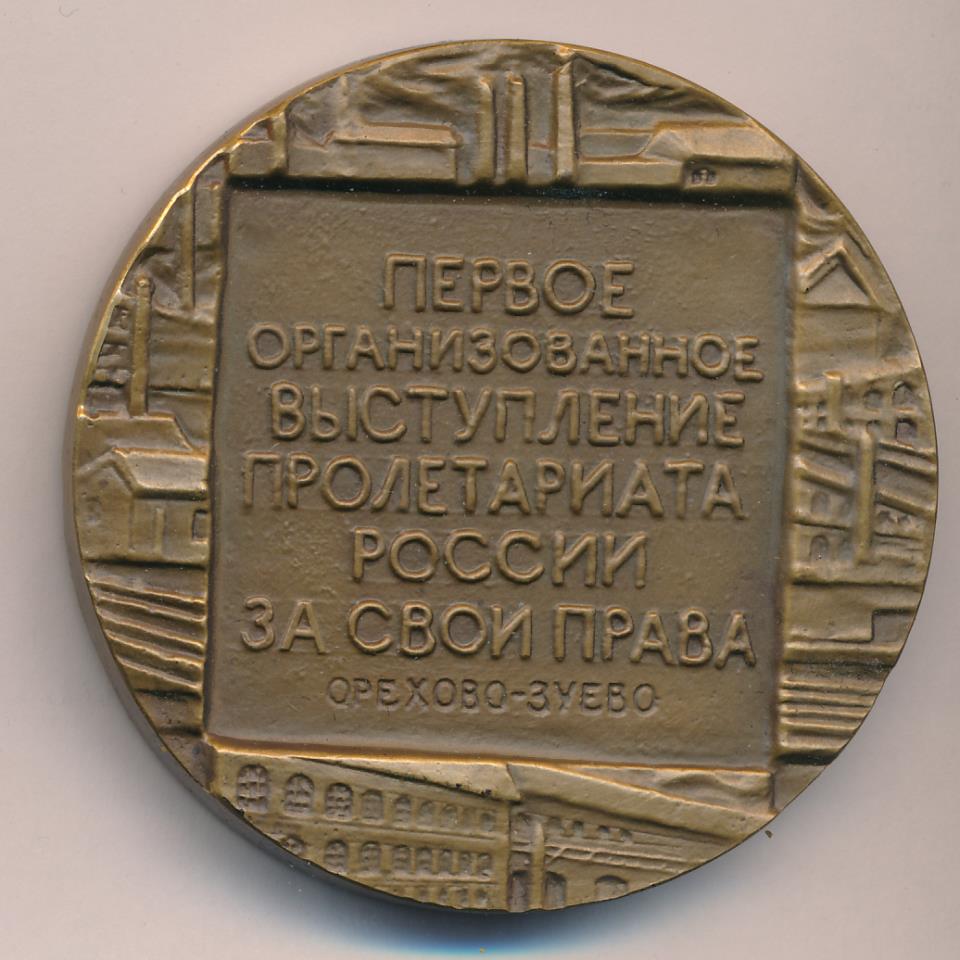 ПЕРВОЕ
ОРГАНИЗОВАННОЕ
ВЫСТУПЛЕНИЕ
ПРОЛЕТАРИАТА
РОССИИ
ЗА СВОИ ПРАВА
ОРЕХОВО-ЗУЕВО